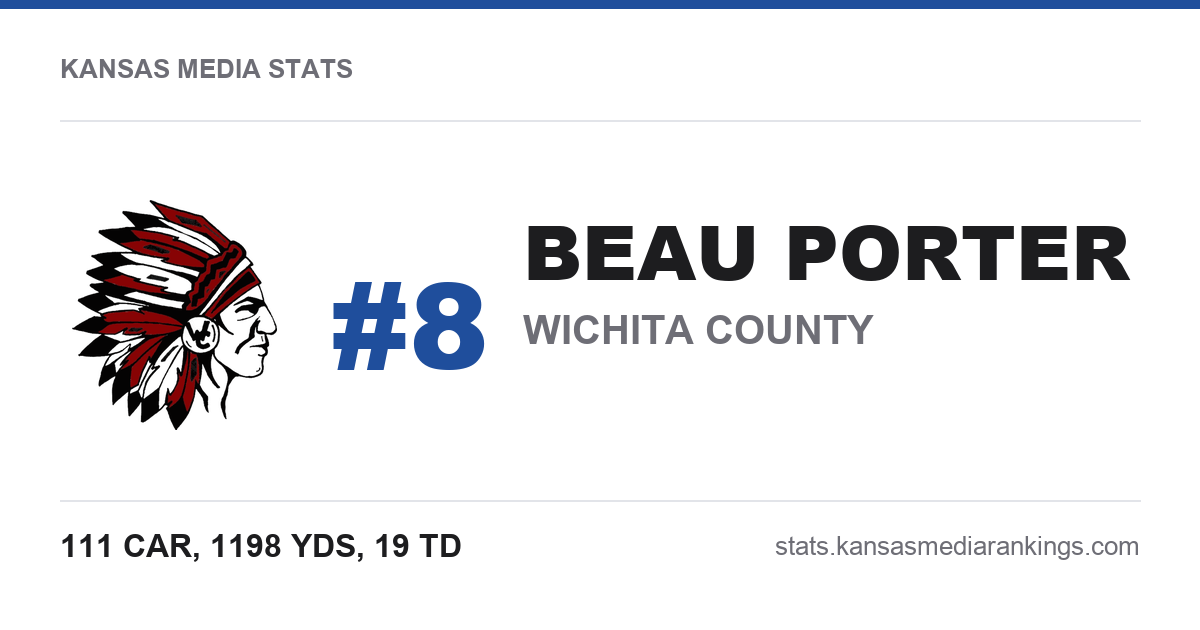 KANSAS MEDIA STATS
#8
BEAU PORTER
WICHITA COUNTY
111 CAR, 1198 YDS, 19 TD
stats.kansasmediarankings.com